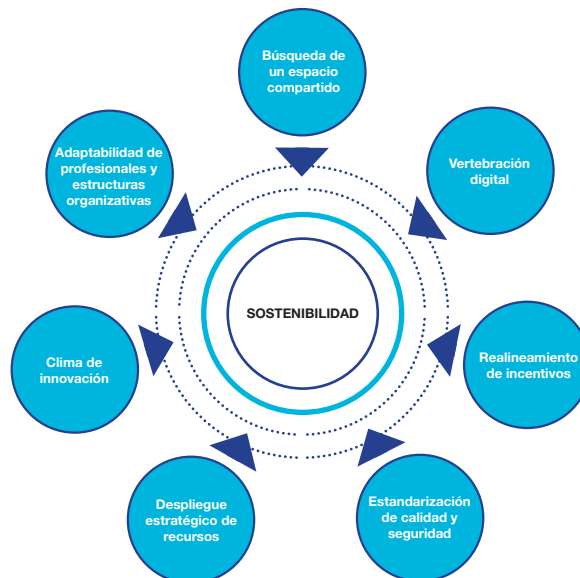 Búsqueda de
un espacio
compartido
Vertebración
digital
Realineamiento
de incentivos
Estandarización
de calidad y
seguridad
Despliegue
estratégico de
recursos
Clima de
innovación
Adaptabilidad de
profesionales y
estructuras
organizativas
SOSTENIBILIDAD